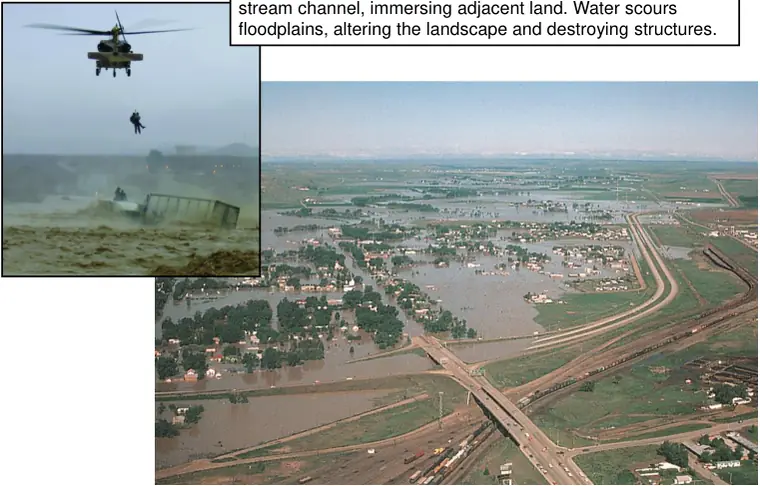 stream channel, immersing adjacent land. Water scours
floodplains, altering the landscape and destroying structures.